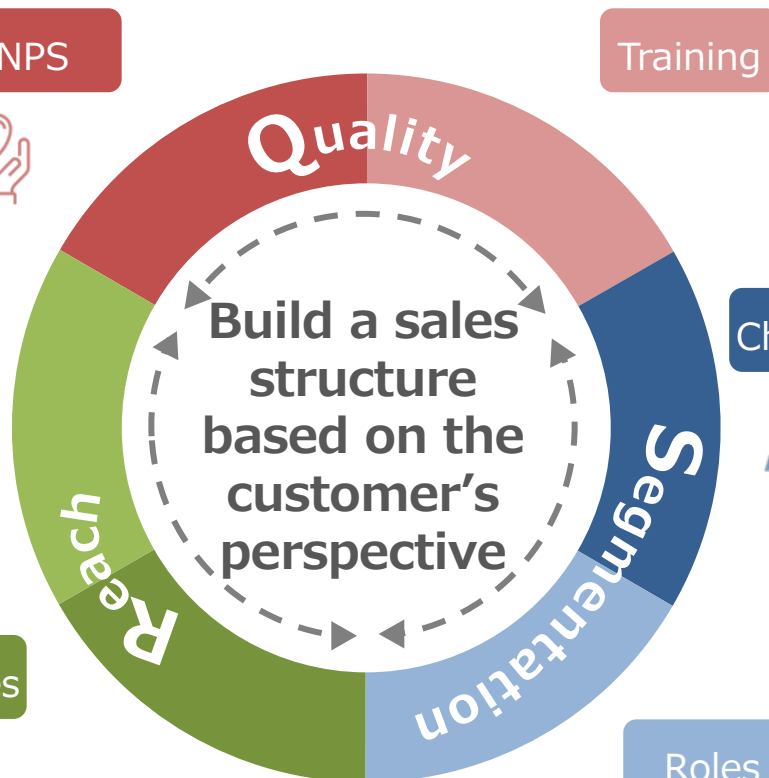 NPS
Training
Quality
Build a sales
structure
based on the
customer's
perspective
Segmentation
Reach
Roles